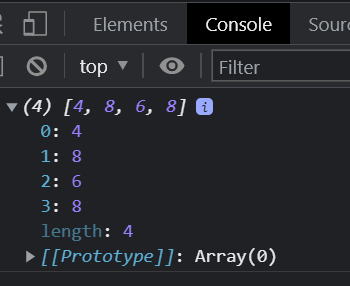 Elements Console Sour
top Filter
(4) [4, 8, 6, 8] i
0: 4
1: 8
2: 6
3: 8
length: 4
[[Prototype]]: Array(0)